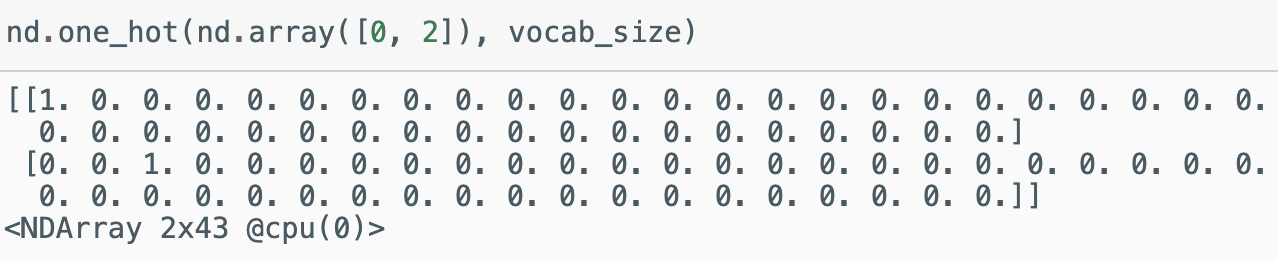 nd.one_hot(nd.array([0, 2]), vocab_size)
[[1. 0. 0. 0. 0. 0. 0. 0. 0. 0. 0. 0. 0. 0. 0. 0. 0. 0. 0. 0. 0. 0. 0. 0.
0. 0. 0. 0. 0. 0. 0. 0. 0. 0. 0. 0. 0. 0. 0. 0. 0. 0. 0.]
[0. 0. 1. 0. 0. 0. 0. 0. 0. 0. 0. 0. 0. 0. 0. 0. 0. 0. 0. 0. 0. 0. 0. 0.
0. 0. 0. 0. 0. 0. 0. 0. 0. 0. 0. 0. 0. 0. 0. 0. 0. 0. 0.]]
<NDArray 2x43 @cpu(0)>